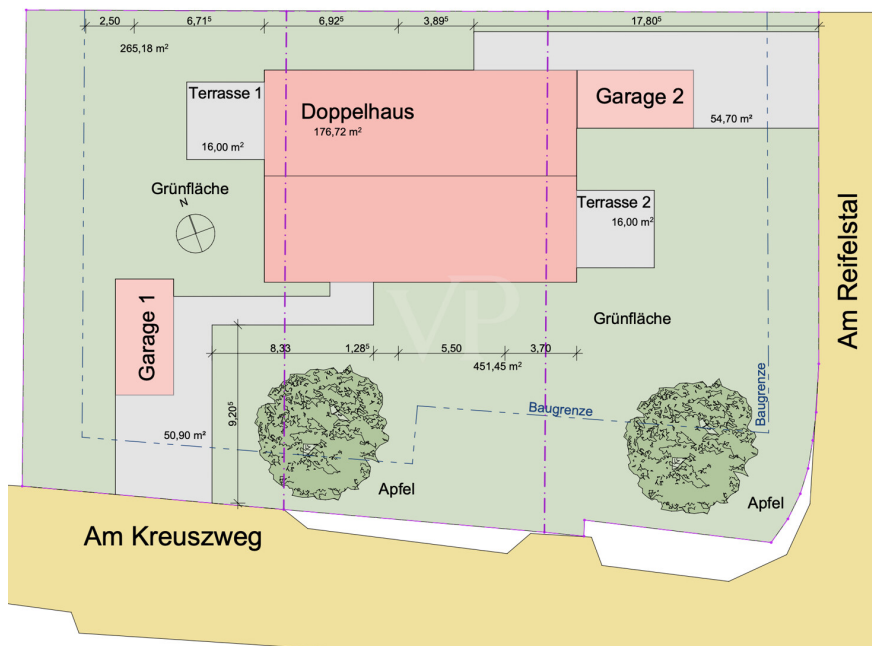 2,50 6,71⁵ 6,92⁵ 3,89⁵ 17,80⁵
265,18 m²
Terrasse 1
16,00 m²
Doppelhaus
176,72 m²
Garage 2
54,70 m²
Grünfläche
N
Terrasse 2
16,00 m²
Am Reifelstal
Garage 1
VP
Grünfläche
8,33 1,28⁵ 5,50 3,70
451,45 m²
9,20⁵
Baugrenze
Baugrenze
50,90 m²
Apfel
Apfel
Am Kreuszweg